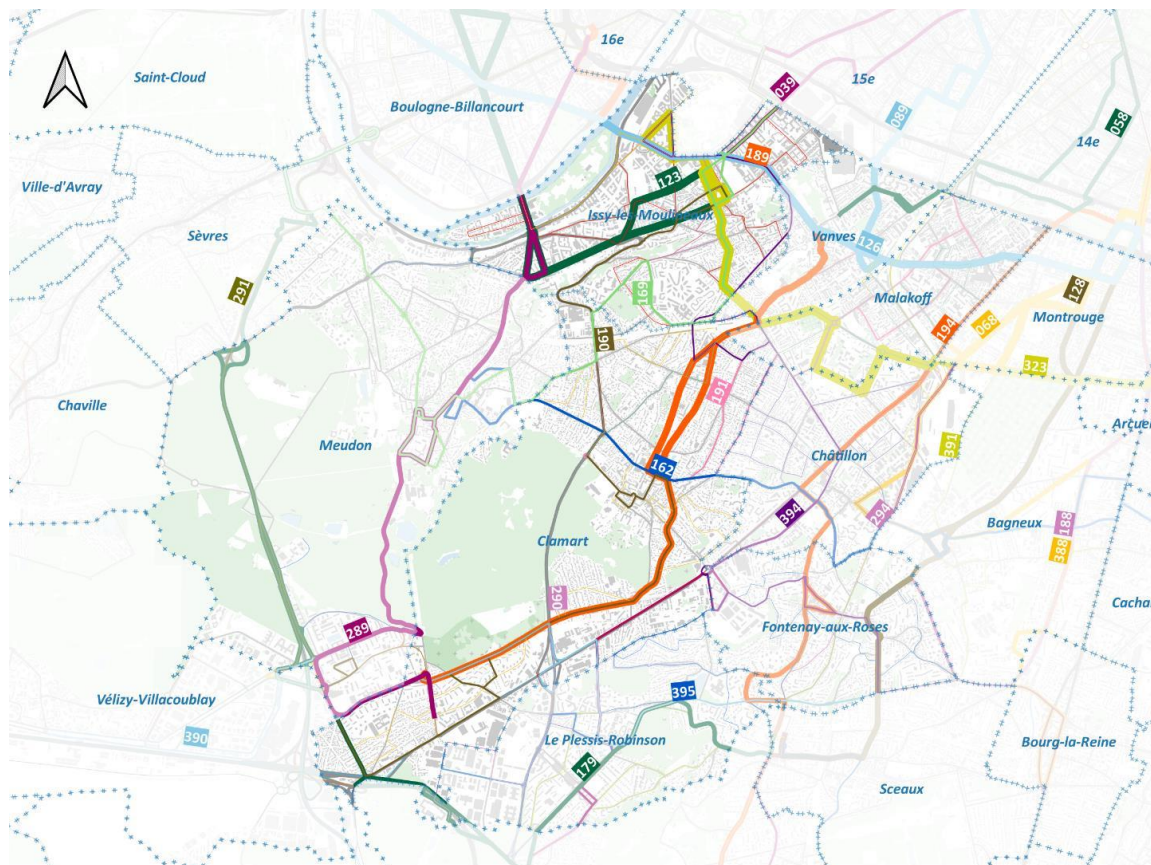 16e
Saint-Cloud
15e
039
Boulogne-Billancourt
089
058
14e
Ville-d'Avray
189
123
Issy-les-Moulineaux
Sèvres
Vanves
126
291
169
Malakoff
128
Montrouge
190
194
068
323
Chaville
191
Arcuei
Meudon
Châtillon
391
162
394
294
Bagneux
188
388
Clamart
290
Cachar
289
Fontenay-aux-Roses
Vélizy-Villacoublay
395
390
Le Plessis-Robinson
Bourg-la-Reine
179
Sceaux